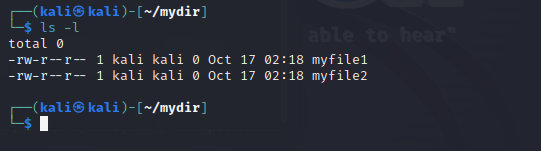 ┌──(kali㉿kali)-[~/mydir]
└─$ ls -l
able to hear"
total 0
-rw-r--r-- 1 kali kali 0 Oct 17 02:18 myfile1
-rw-r--r-- 1 kali kali 0 Oct 17 02:18 myfile2
┌──(kali㉿kali)-[~/mydir]
└─$